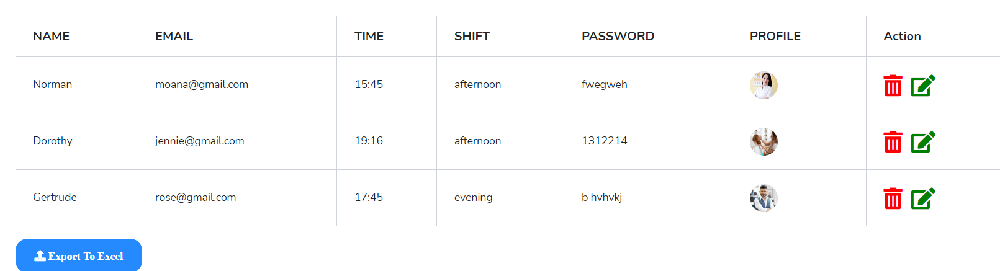 NAME EMAIL TIME SHIFT PASSWORD PROFILE Action
Norman moana@gmail.com 15:45 afternoon fwegweh
Dorothy jennie@gmail.com 19:16 afternoon 1312214
Gertrude rose@gmail.com 17:45 evening b hvhvkj
Export To Excel